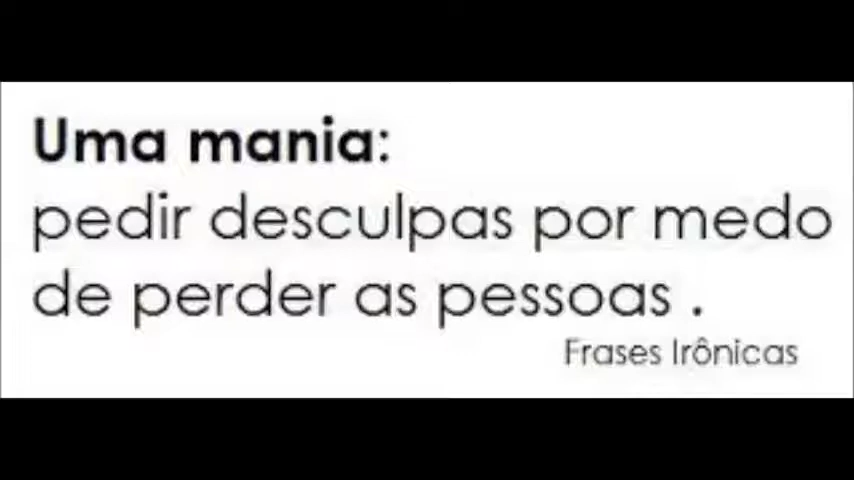 Uma mania:
pedir desculpas por medo
de perder as pessoas .
Frases Irônicas